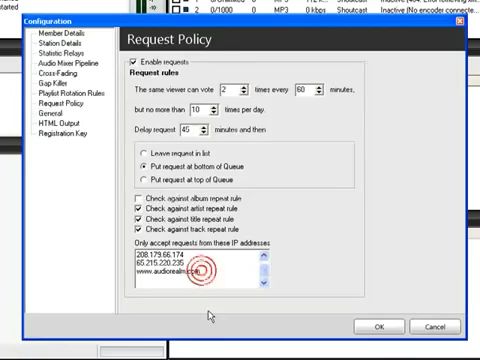 started
2 0/1000 MP3 0 kbps Shoutcast Inactive [No encoder connecte
Configuration
Member Details
Station Details
Statistic Relays
Audio Mixer Pipeline
Cross-Fading
Gap Killer
Playlist Rotation Rules
Request Policy
General
HTML Output
Registration Key
Request Policy
Enable requests
Request rules
The same viewer can vote 2 times every 60 minutes,
but no more than 10 times per day.
Delay request 45 minutes and then
Leave request in list
Put request at bottom of Queue
Put request at top of Queue
Check against album repeat rule
Check against artist repeat rule
Check against title repeat rule
Check against track repeat rule
Only accept requests from these IP addresses
208.179.66.174
65.215.220.235
www.audiorealm.com
OK Cancel